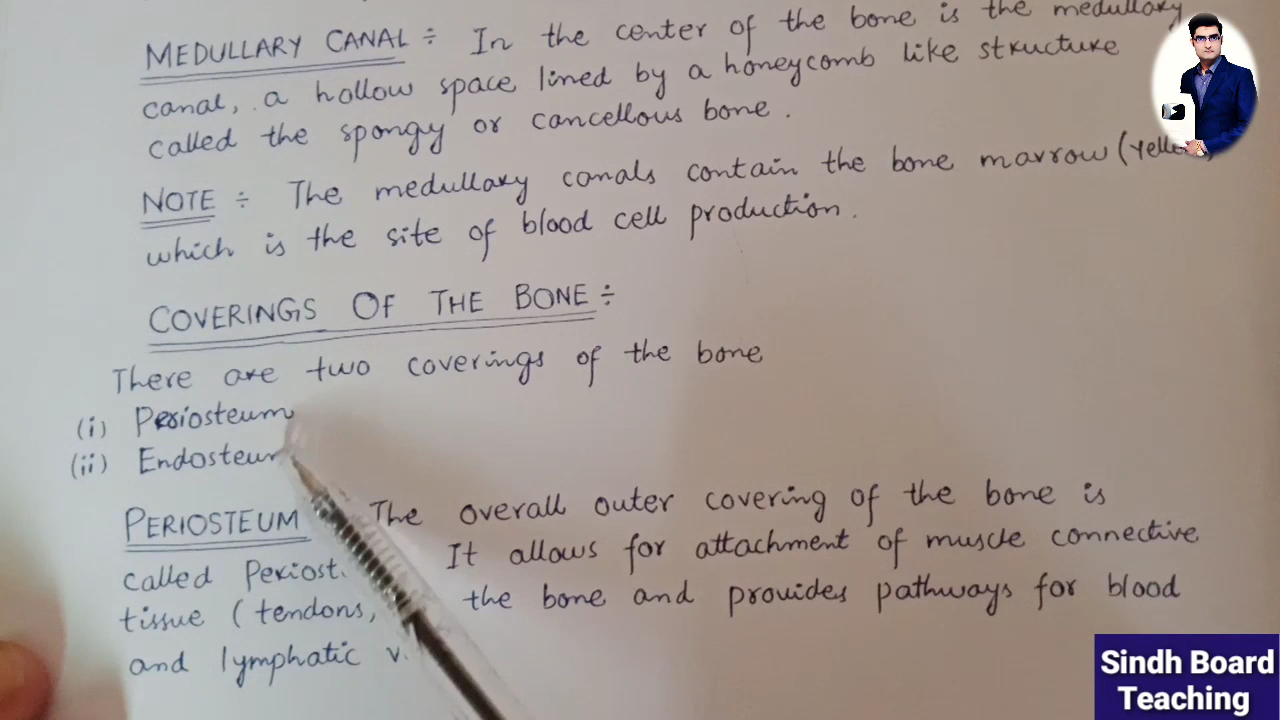 MEDULLARY CANAL ÷ In the center of the bone is the medullary
canal, a hollow space lined by a honeycomb like structure
called the spongy or cancellous bone.
NOTE ÷ The medullary canals contain the bone marrow (Yellow)
which is the site of blood cell production.
COVERINGS OF THE BONE ÷
There are two coverings of the bone
(i) Periosteum
(ii) Endosteum
PERIOSTEUM The overall outer covering of the bone is
called It allows for attachment of muscle connective
tissue (tendons, the bone and provides pathways for blood
and lymphatic
Sindh Board
Teaching